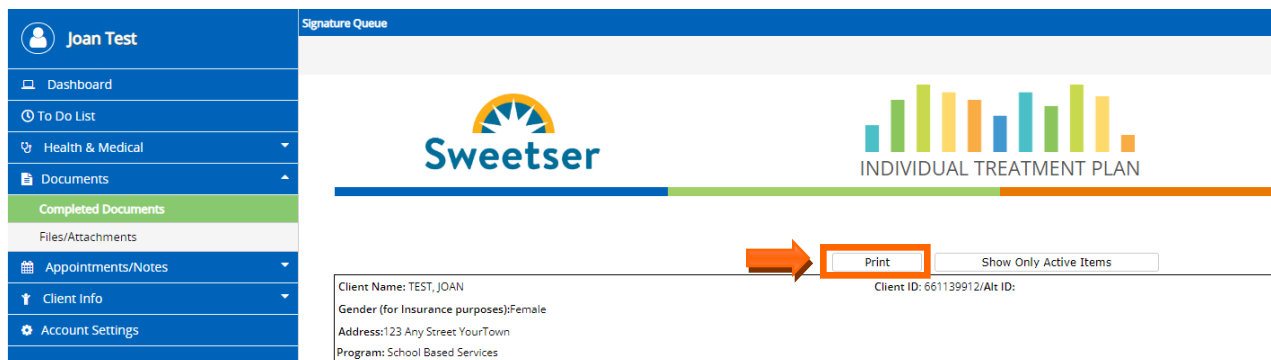 Joan Test
Dashboard
To Do List
Health & Medical
Documents
Completed Documents
Files/Attachments
Appointments/Notes
Client Info
Account Settings
Signature Queue
Sweetser
INDIVIDUAL TREATMENT PLAN
Print Show Only Active Items
Client Name: TEST, JOAN Client ID: 661139912/Alt ID:
Gender (for Insurance purposes):Female
Address:123 Any Street YourTown
Program: School Based Services